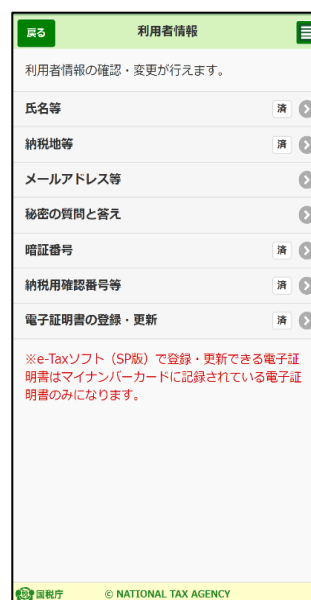 戻る 利用者情報
利用者情報の確認・変更が行えます。
氏名等 済
納税地等 済
メールアドレス等
秘密の質問と答え
暗証番号 済
納税用確認番号等 済
電子証明書の登録・更新 済
※e-Taxソフト（SP版）で登録・更新できる電子証
明書はマイナンバーカードに記録されている電子証
明書のみになります。
国税庁 © NATIONAL TAX AGENCY